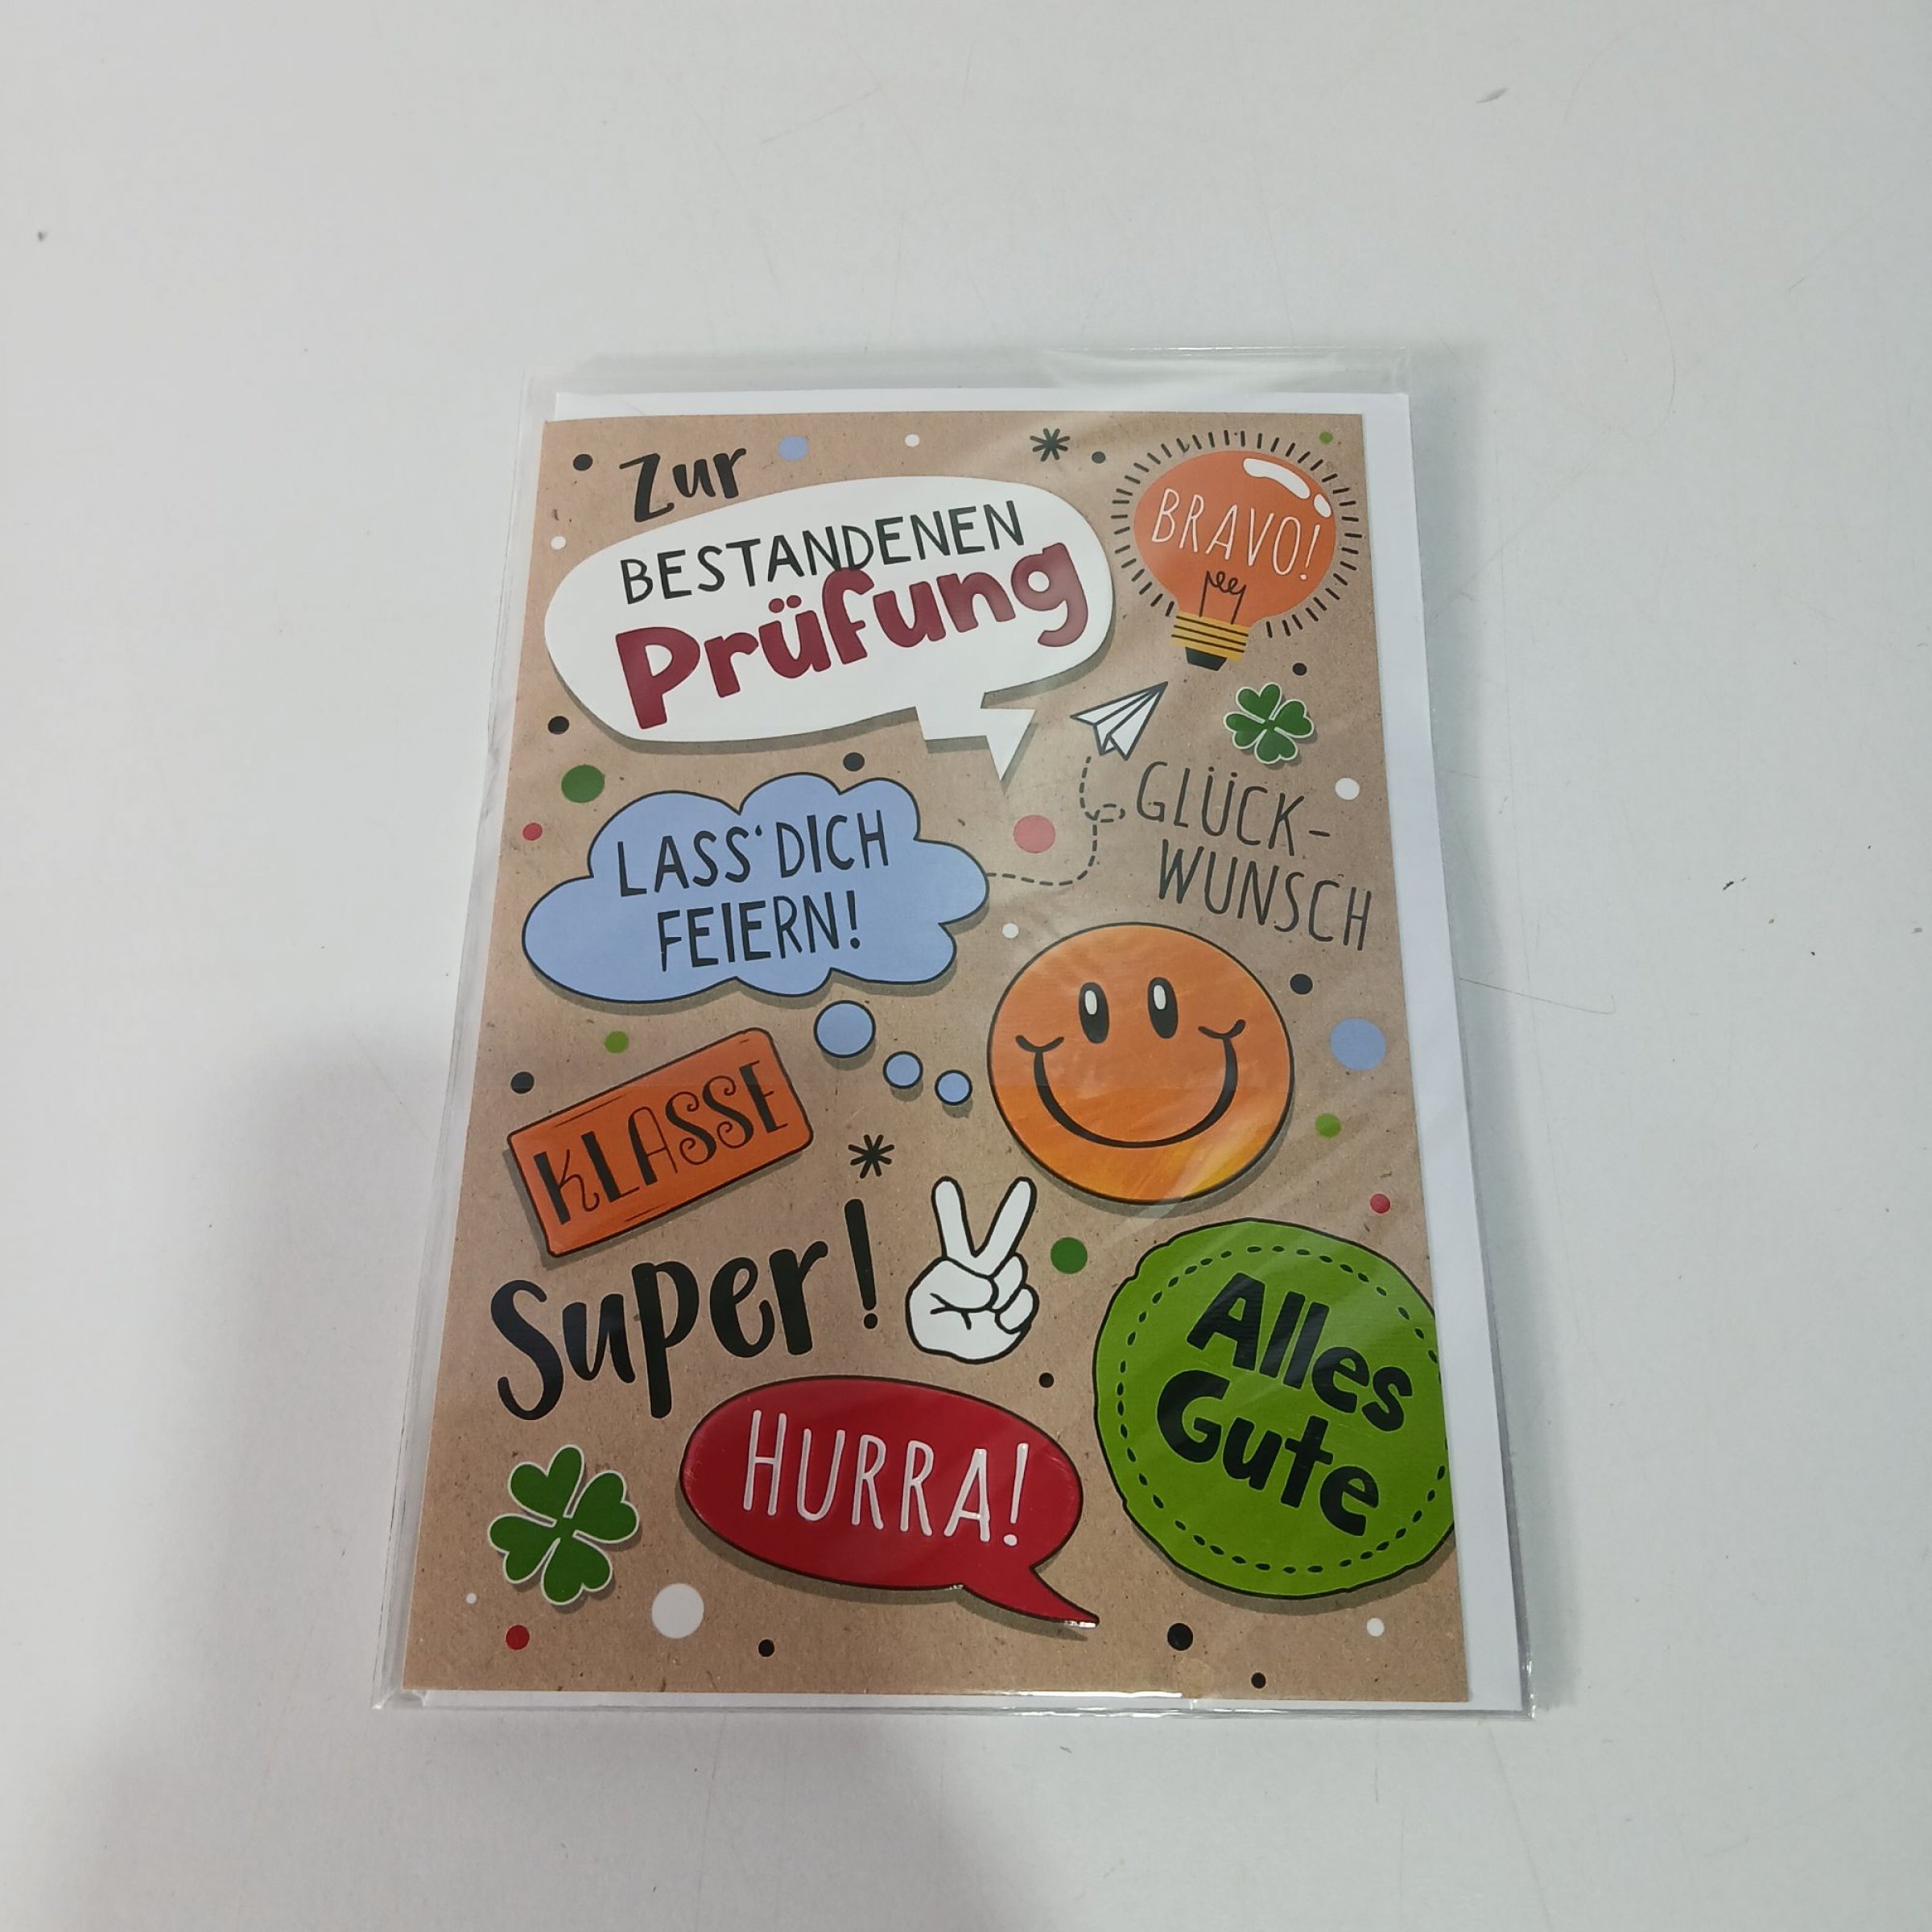 Zur
BESTANDENEN
Prüfung
BRAVO!
GLÜCK-
WUNSCH
LASS' DICH
FEIERN!
KLASSE
Super!
Alles
Gute
HURRA!